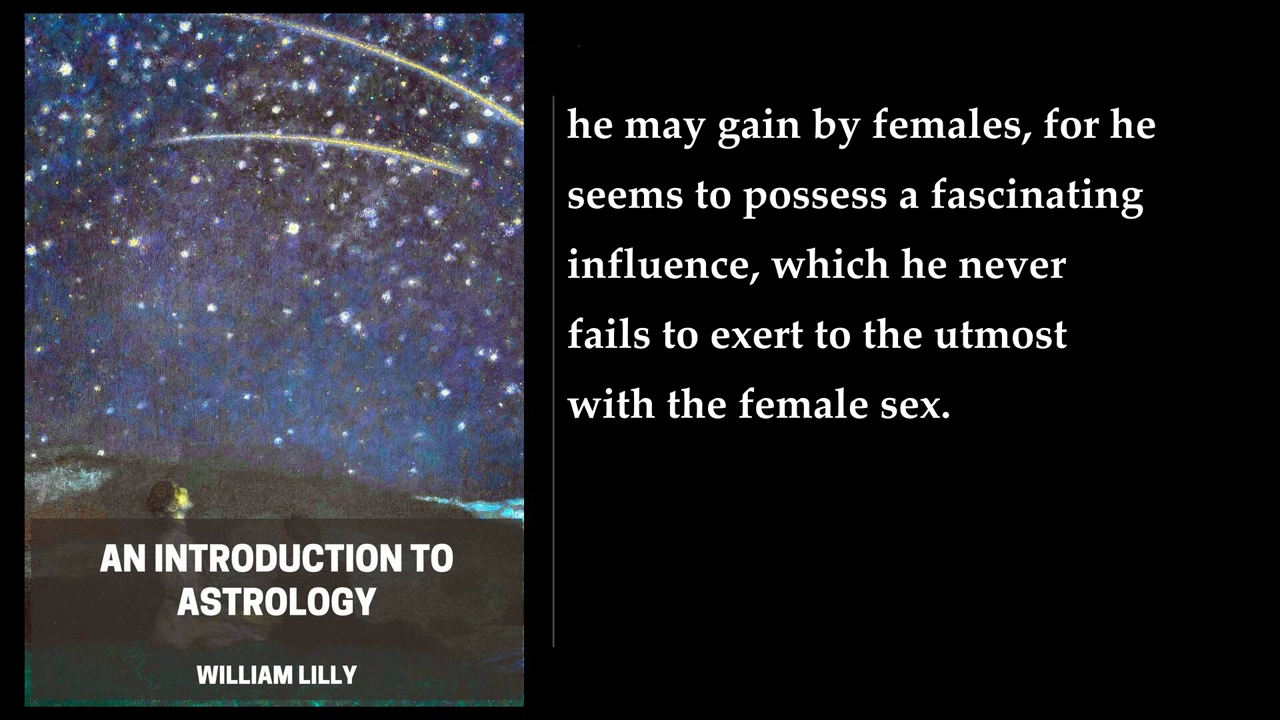 he may gain by females, for he
seems to possess a fascinating
influence, which he never
fails to exert to the utmost
with the female sex.
AN INTRODUCTION TO
ASTROLOGY
WILLIAM LILLY